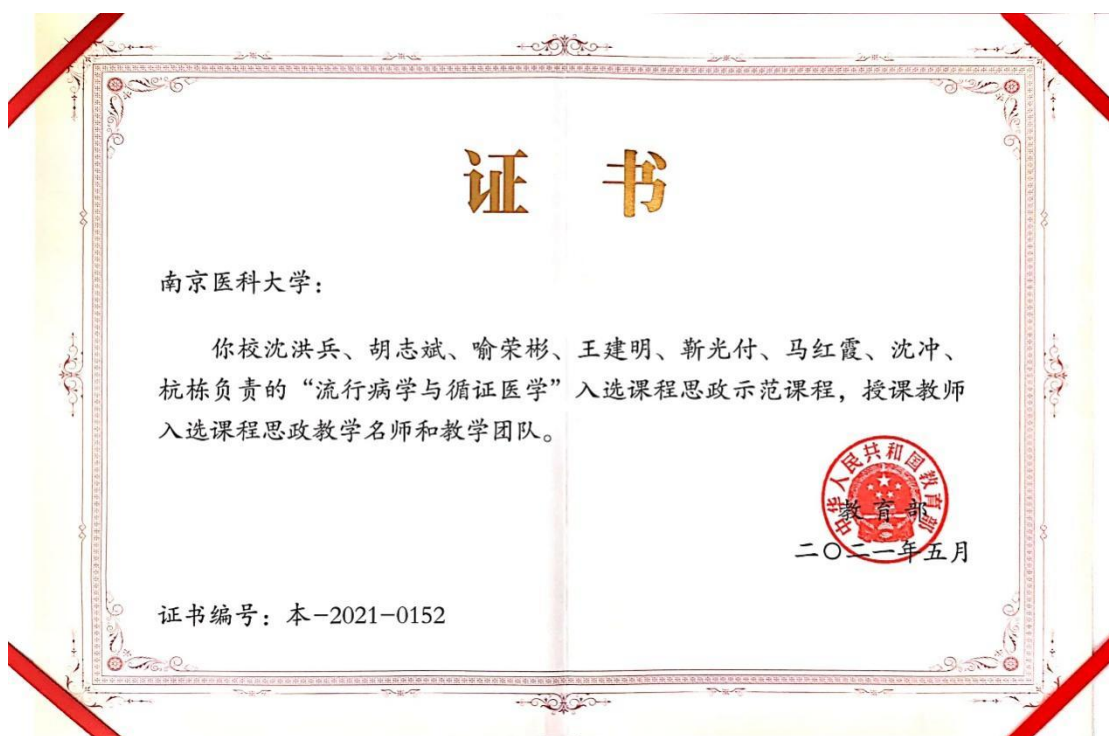 证 书
南京医科大学：
你校沈洪兵、胡志斌、喻荣彬、王建明、靳光付、马红霞、沈冲、
杭栋负责的“流行病学与循证医学”入选课程思政示范课程，授课教师
入选课程思政教学名师和教学团队。
中华人民共和国教育部
教育部
二〇二一年五月
证书编号：本-2021-0152